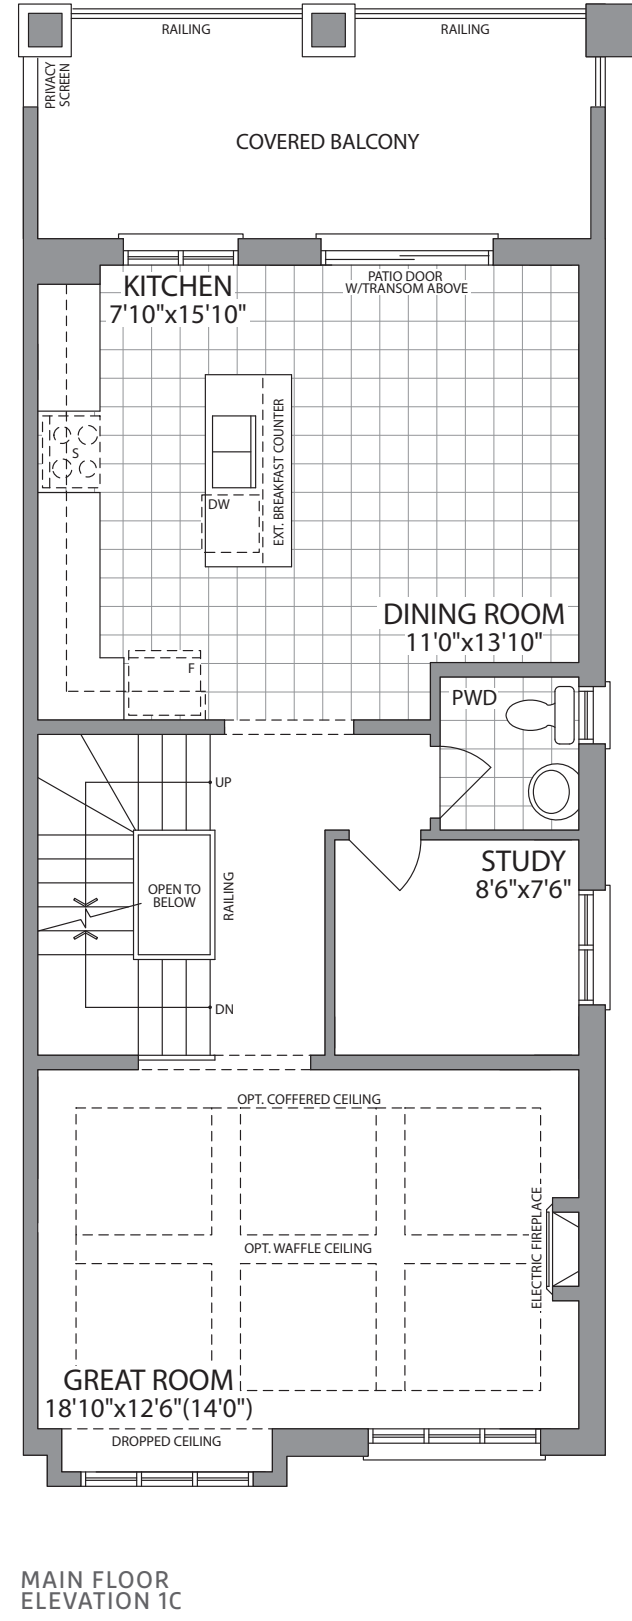 RAILING
RAILING
PRIVACY
SCREEN
COVERED BALCONY
KITCHEN
7'10"x15'10"
PATIO DOOR
W/TRANSOM ABOVE
S
DW
EXT. BREAKFAST COUNTER
DINING ROOM
11'0"x13'10"
F
PWD
UP
OPEN TO
BELOW
RAILING
STUDY
8'6"x7'6"
DN
OPT. COFFERED CEILING
OPT. WAFFLE CEILING
ELECTRIC FIREPLACE
GREAT ROOM
18'10"x12'6"(14'0")
DROPPED CEILING
MAIN FLOOR
ELEVATION 1C